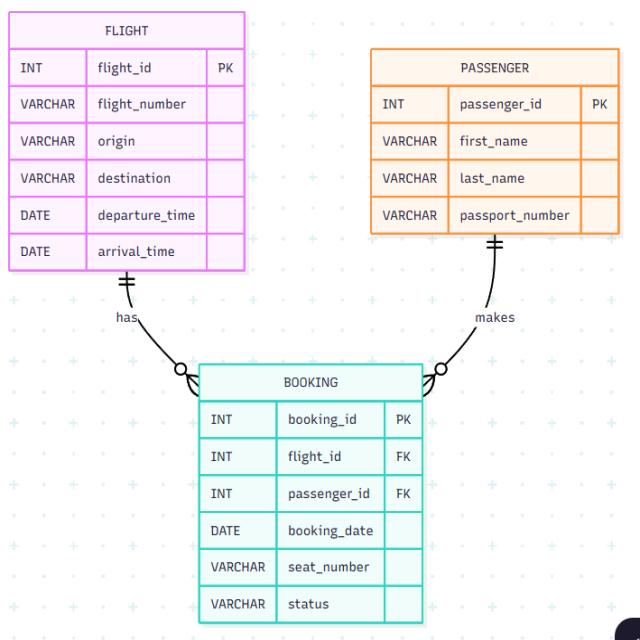 FLIGHT
INT flight_id PK
VARCHAR flight_number
VARCHAR origin
VARCHAR destination
DATE departure_time
DATE arrival_time
PASSENGER
INT passenger_id PK
VARCHAR first_name
VARCHAR last_name
VARCHAR passport_number
has
makes
BOOKING
INT booking_id PK
INT flight_id FK
INT passenger_id FK
DATE booking_date
VARCHAR seat_number
VARCHAR status